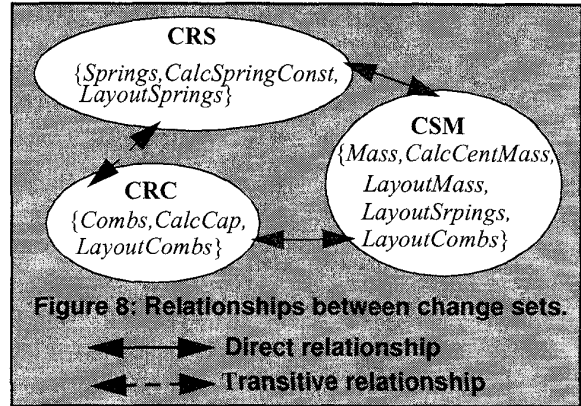 CRS
{Springs,CalcSpringConst,
LayoutSprings}
CSM
{Mass,CalcCentMass,
LayoutMass,
LayoutSrpings,
LayoutCombs}
CRC
{Combs,CalcCap,
LayoutCombs}
Figure 8: Relationships between change sets.
Direct relationship
Transitive relationship